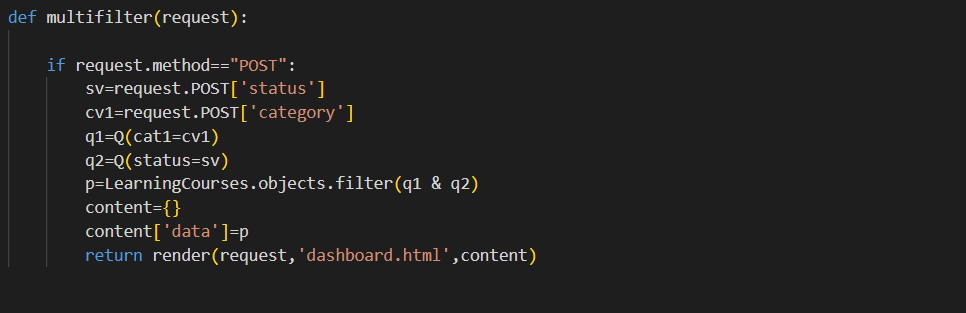 def multifilter(request):
if request.method=="POST":
sv=request.POST['status']
cv1=request.POST['category']
q1=Q(cat1=cv1)
q2=Q(status=sv)
p=LearningCourses.objects.filter(q1 & q2)
content={}
content['data']=p
return render(request,'dashboard.html',content)